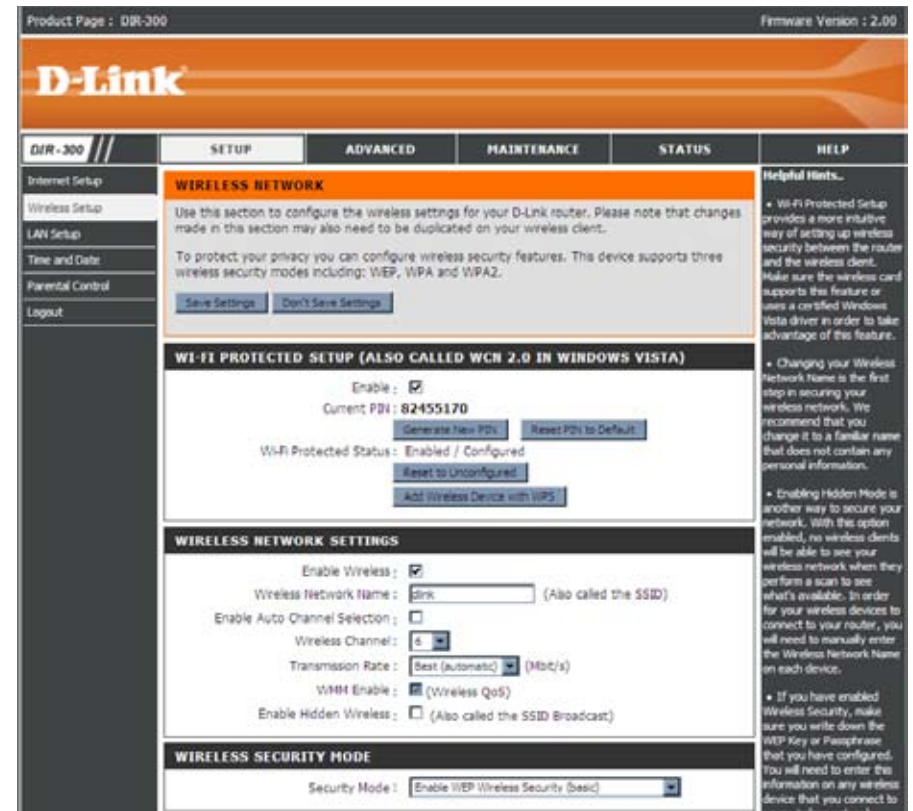 Product Page : DIR-300
Firmware Version : 2.00
D-Link
DIR-300
SETUP
ADVANCED
MAINTENANCE
STATUS
HELP
Internet Setup
Wireless Setup
LAN Setup
Time and Date
Parental Control
Logout
WIRELESS NETWORK
Use this section to configure the wireless settings for your D-Link router. Please note that changes
made in this section may also need to be duplicated on your wireless client.
To protect your privacy you can configure wireless security features. This device supports three
wireless security modes including: WEP, WPA and WPA2.
Save Settings
Don't Save Settings
WI-FI PROTECTED SETUP (ALSO CALLED WCN 2.0 IN WINDOWS VISTA)
Enable :
Current PIN : 82455170
Generate New PIN
Reset PIN to Default
Wi-Fi Protected Status : Enabled / Configured
Reset to Unconfigured
Add Wireless Device with WPS
WIRELESS NETWORK SETTINGS
Enable Wireless :
Wireless Network Name : dlink (Also called the SSID)
Enable Auto Channel Selection :
Wireless Channel : 6
Transmission Rate : Best (automatic) (Mbit/s)
WMM Enable : (Wireless QoS)
Enable Hidden Wireless : (Also called the SSID Broadcast)
WIRELESS SECURITY MODE
Security Mode : Enable WEP Wireless Security (basic)
Helpful Hints..
• Wi-Fi Protected Setup
provides a more intuitive
way of setting up wireless
security between the router
and the wireless client.
Make sure the wireless card
supports this feature or
uses a certified Windows
Vista driver in order to take
advantage of this feature.
• Changing your Wireless
Network Name is the first
step in securing your
wireless network. We
recommend that you
change it to a familiar name
that does not contain any
personal information.
• Enabling Hidden Mode is
another way to secure your
network. With this option
enabled, no wireless clients
will be able to see your
wireless network when they
perform a scan to see
what's available. In order
for your wireless devices to
connect to your router, you
will need to manually enter
the Wireless Network Name
on each device.
• If you have enabled
Wireless Security, make
sure you write down the
WEP Key or Passphrase
that you have configured.
You will need to enter this
information on any wireless
device that you connect to